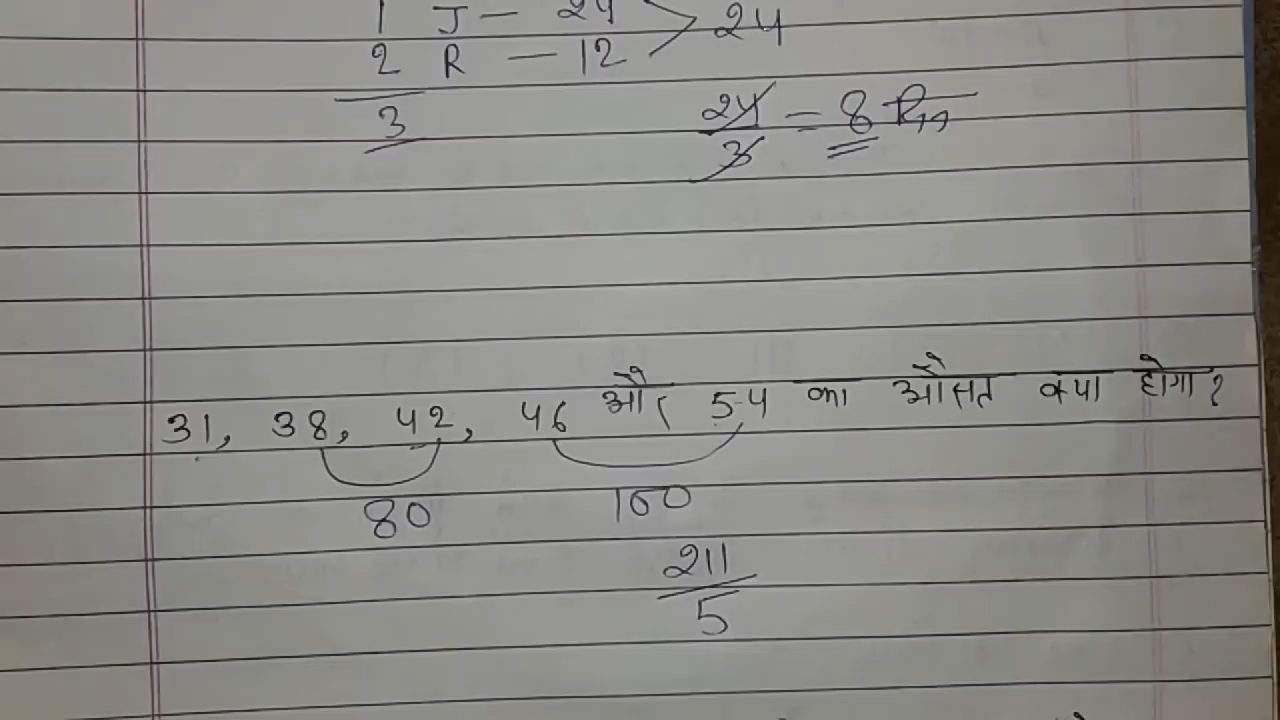 1 J — 24
2 R — 12 > 24
3
24/3 = 8 दिन
31, 38, 42, 46 और 54 का औसत क्या होगा?
80 100
211/5